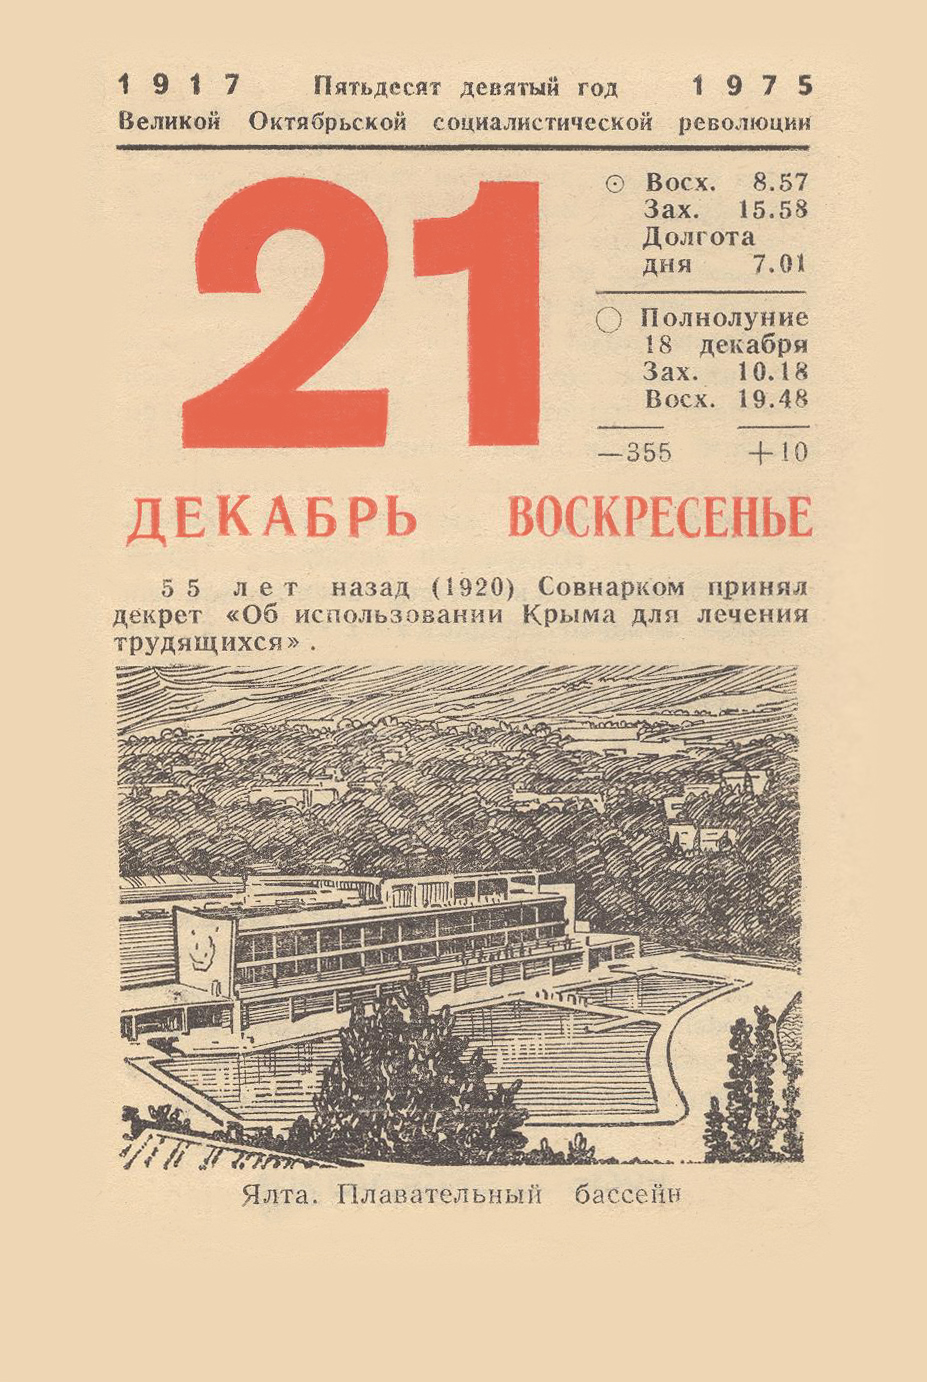 1917 Пятьдесят девятый год 1975
Великой Октябрьской социалистической революции
21
Восх. 8.57
Зах. 15.58
Долгота
дня 7.01
Полнолуние
18 декабря
Зах. 10.18
Восх. 19.48
—355 +10
ДЕКАБРЬ ВОСКРЕСЕНЬЕ
55 лет назад (1920) Совнарком принял
декрет «Об использовании Крыма для лечения
трудящихся».
Ялта. Плавательный бассейн